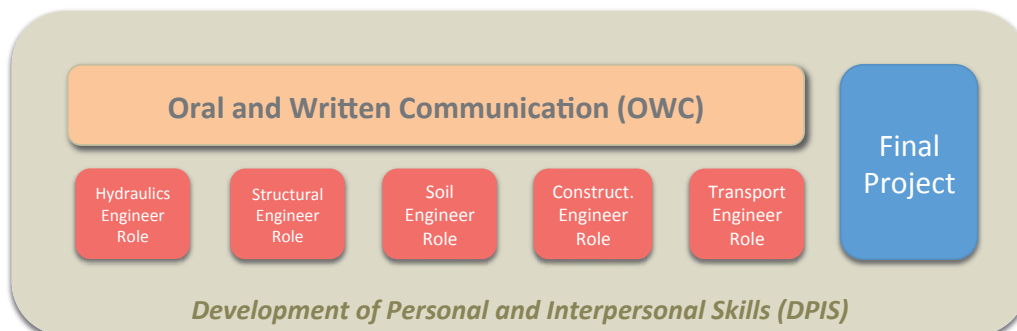 Oral and Written Communication (OWC)
Hydraulics
Engineer
Role
Structural
Engineer
Role
Soil
Engineer
Role
Construct.
Engineer
Role
Transport
Engineer
Role
Final
Project
Development of Personal and Interpersonal Skills (DPIS)